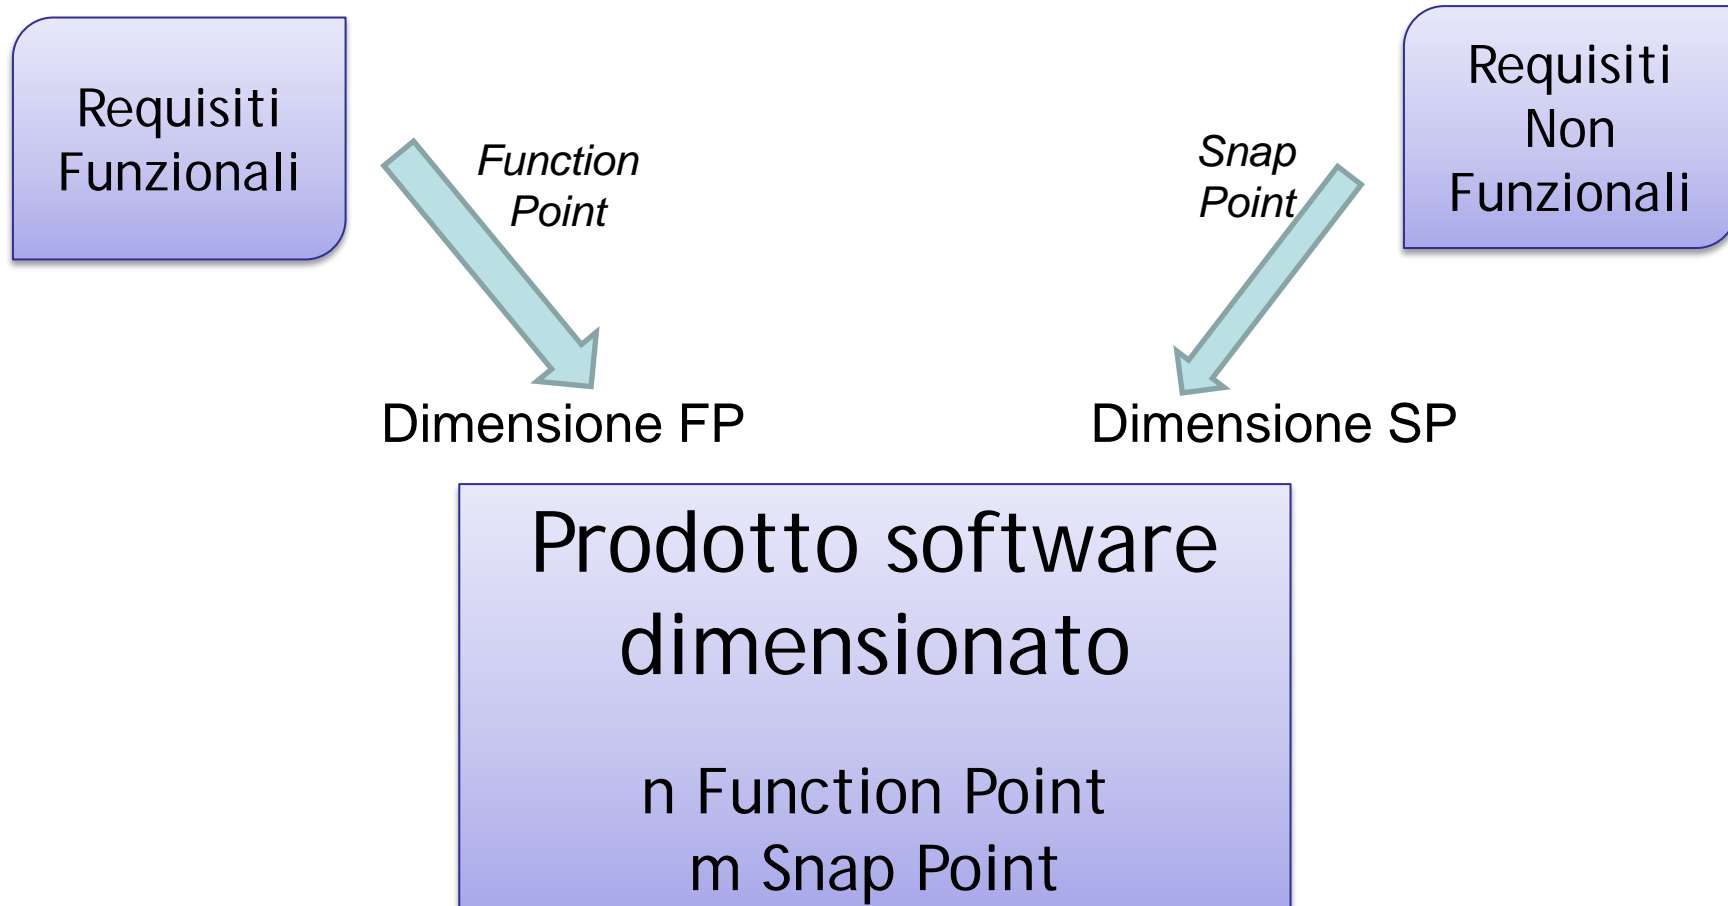 Requisiti
Funzionali
Function
Point
Snap
Point
Requisiti
Non
Funzionali
Dimensione FP
Dimensione SP
Prodotto software
dimensionato
n Function Point
m Snap Point